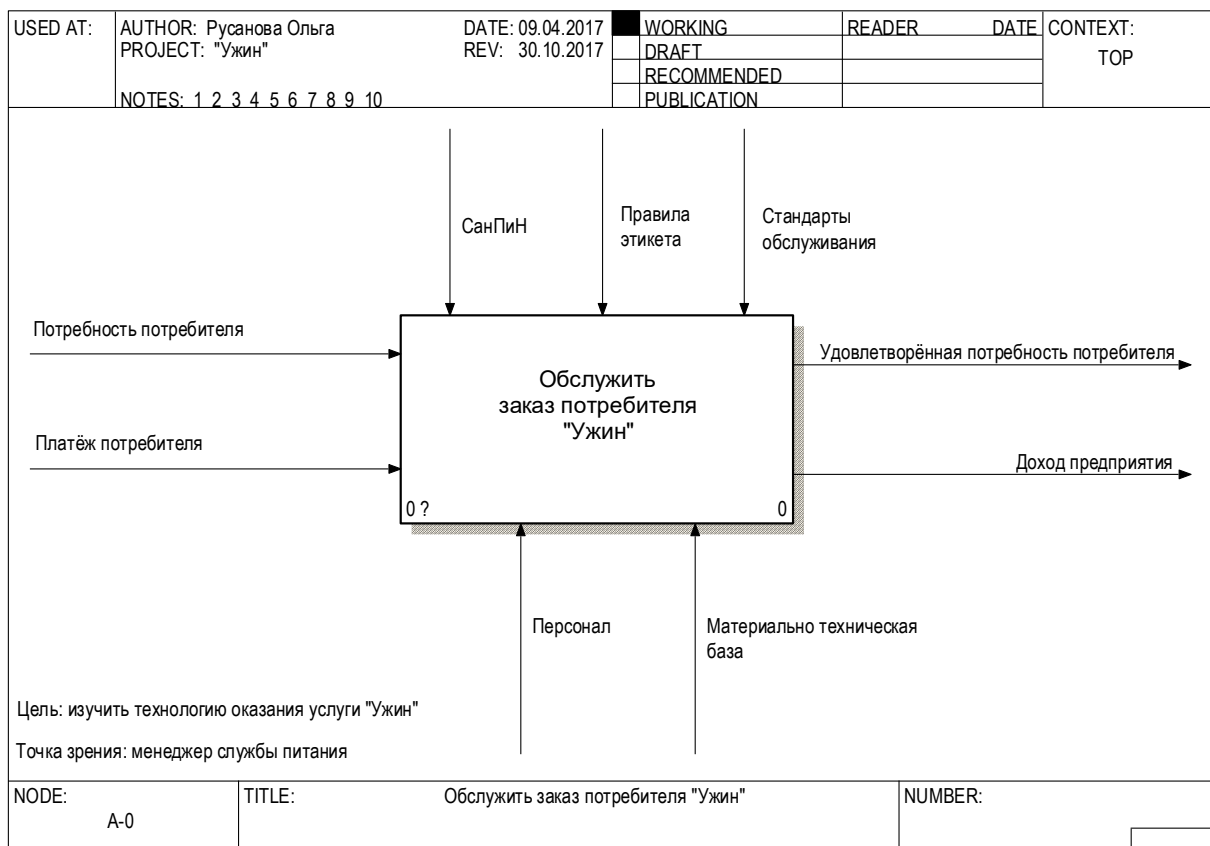 USED AT:
AUTHOR: Русанова Ольга
DATE: 09.04.2017
PROJECT: "Ужин"
REV: 30.10.2017
NOTES: 1 2 3 4 5 6 7 8 9 10
WORKING
DRAFT
RECOMMENDED
PUBLICATION
READER
DATE
CONTEXT:
TOP
СанПиН
Правила
этикета
Стандарты
обслуживания
Потребность потребителя
Платёж потребителя
Обслужить
заказ потребителя
"Ужин"
0 ?
0
Удовлетворённая потребность потребителя
Доход предприятия
Персонал
Материально техническая
база
Цель: изучить технологию оказания услуги "Ужин"
Точка зрения: менеджер службы питания
NODE:
A-0
TITLE:
Обслужить заказ потребителя "Ужин"
NUMBER: